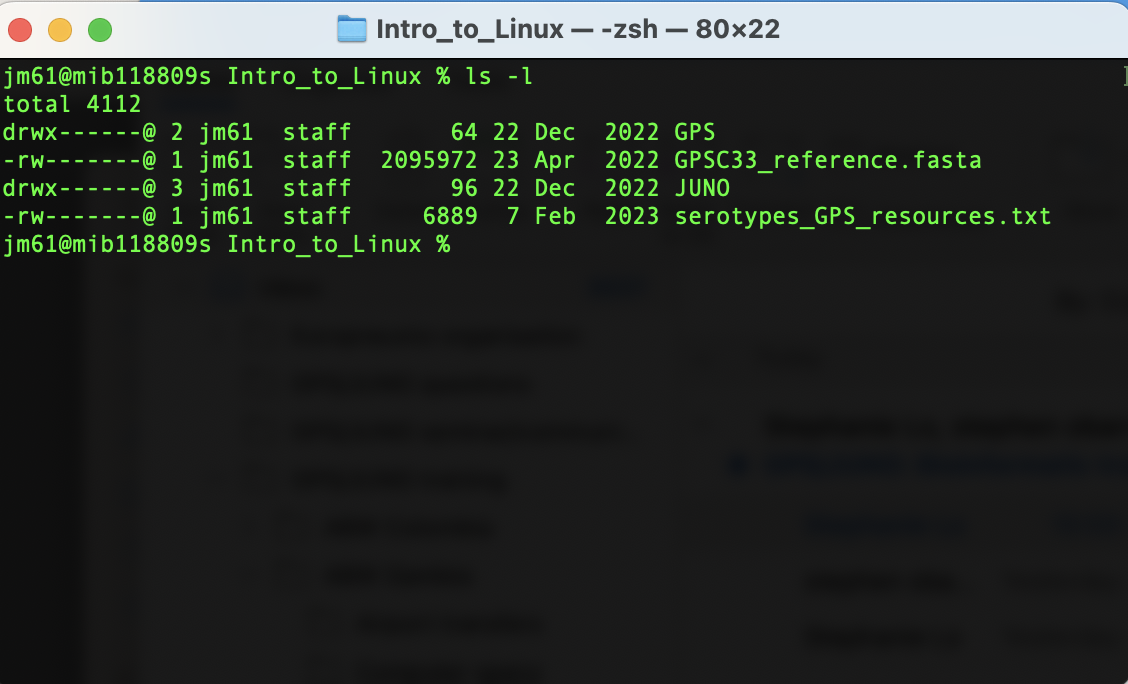 Intro_to_Linux — -zsh — 80×22
jm61@mib118809s Intro_to_Linux % ls -l
total 4112
drwx------@ 2 jm61  staff       64 22 Dec  2022 GPS
-rw-------@ 1 jm61  staff  2095972 23 Apr  2022 GPSC33_reference.fasta
drwx------@ 3 jm61  staff       96 22 Dec  2022 JUNO
-rw-------@ 1 jm61  staff     6889  7 Feb  2023 serotypes_GPS_resources.txt
jm61@mib118809s Intro_to_Linux %